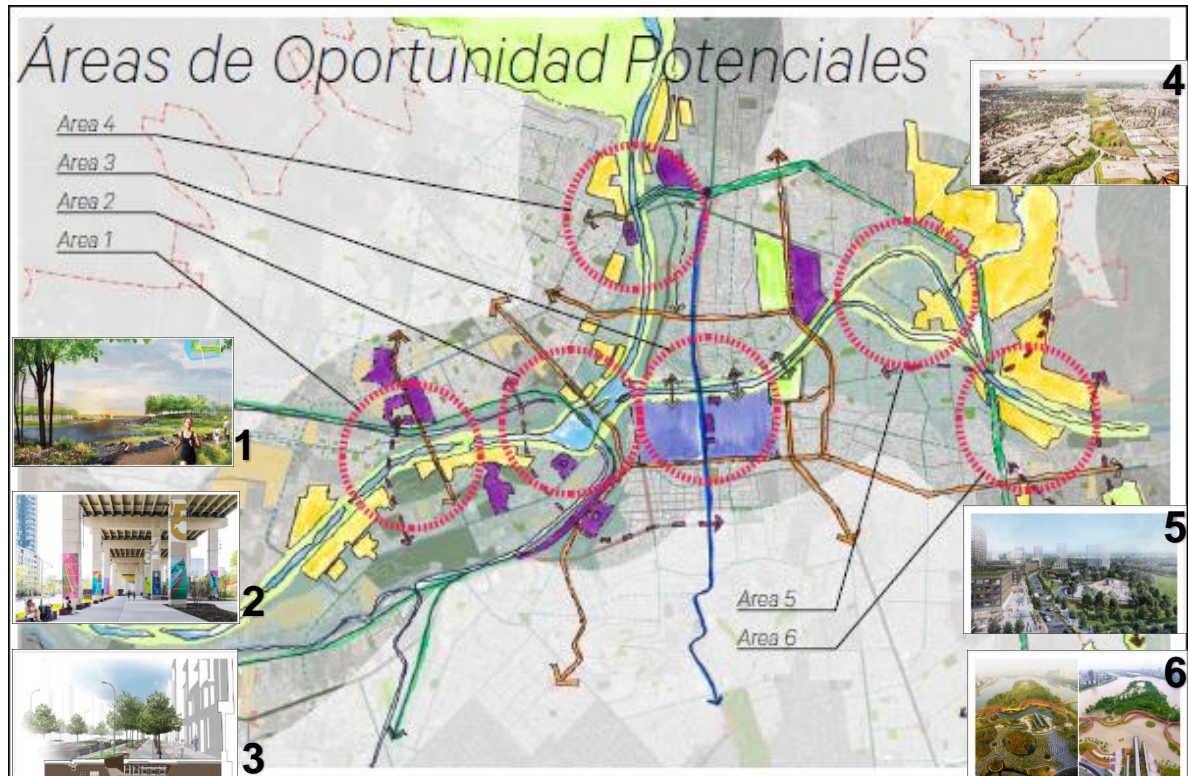 Áreas de Oportunidad Potenciales
Area 4
Area 3
Area 2
Area 1
4
1
2
3
5
Area 5
Area 6
6
5